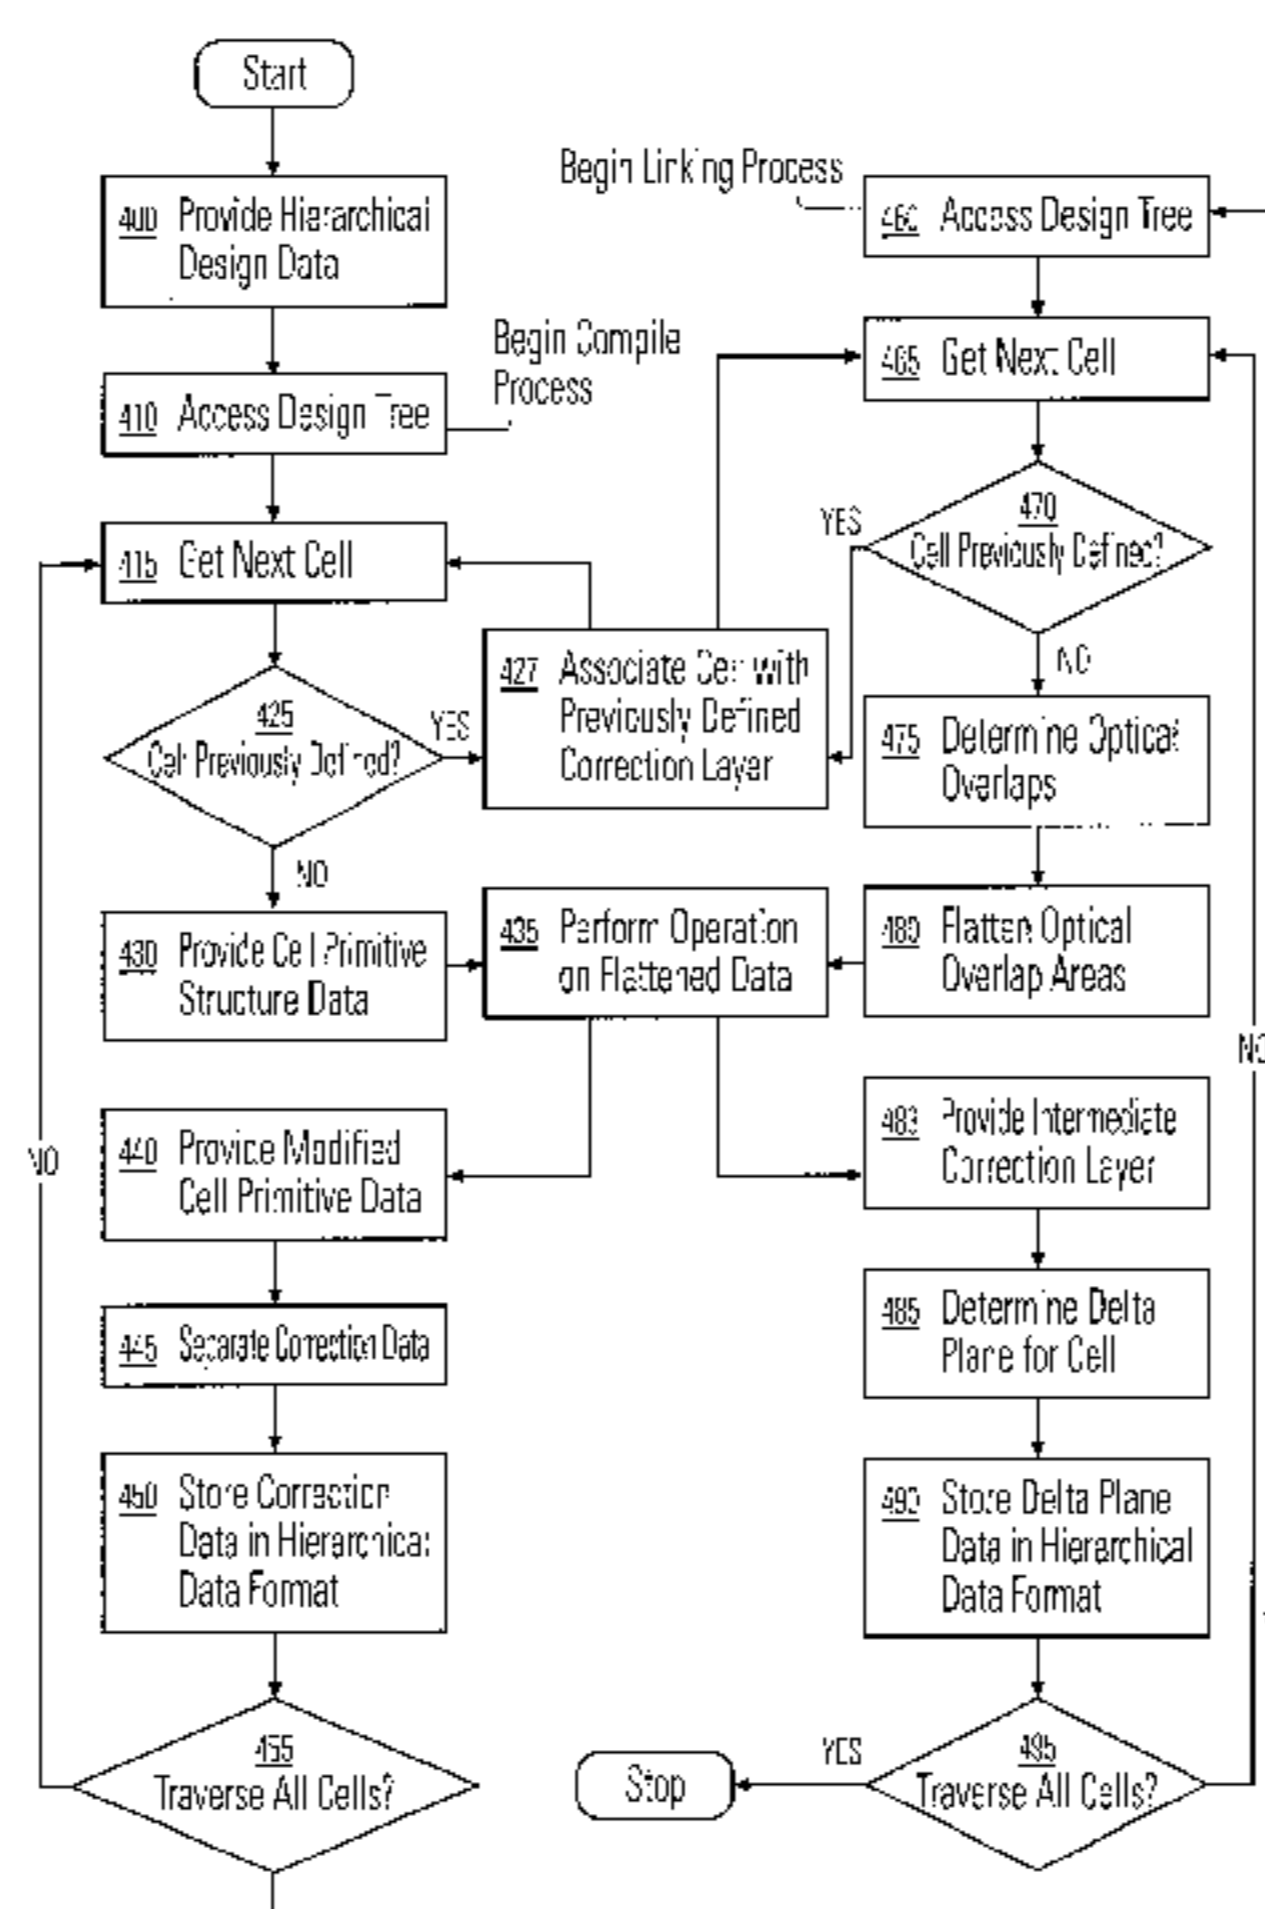 Start
400 Provide Hierarchical
Design Data
410 Access Design Tree
Begin Compile
Process
415 Get Next Cell
425
Cell Previously Defined?
YES
NO
427 Associate Cell with
Previously Defined
Correction Layer
430 Provide Cell Primitive
Structure Data
435 Perform Operation
on Flattened Data
440 Provide Modified
Cell Primitive Data
445 Separate Correction Data
450 Store Correction
Data in Hierarchical
Data Format
455
Traverse All Cells?
NO
Begin Linking Process
460 Access Design Tree
465 Get Next Cell
470
Cell Previously Defined?
YES
NO
475 Determine Optical
Overlaps
480 Flatten Optical
Overlap Areas
483 Provide Intermediate
Correction Layer
485 Determine Delta
Plane for Cell
490 Store Delta Plane
Data in Hierarchical
Data Format
495
Traverse All Cells?
YES
NO
Stop